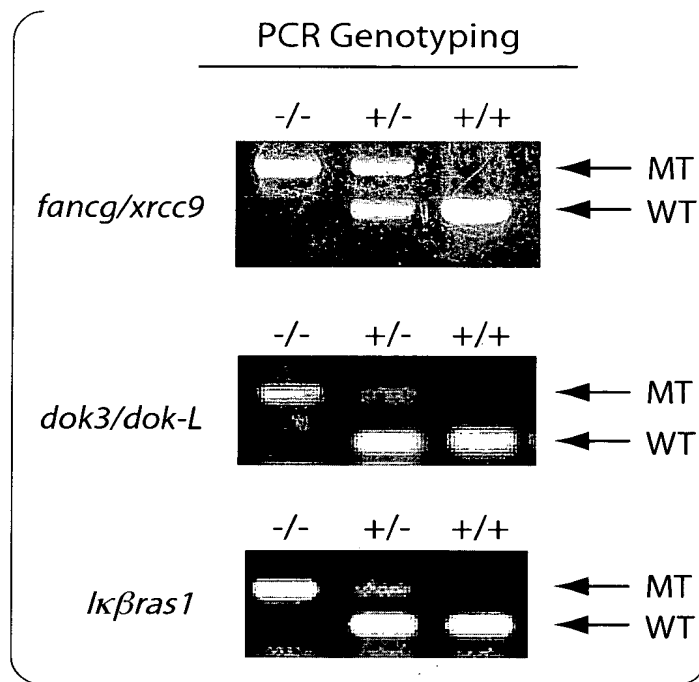 PCR Genotyping
-/- +/- +/+
fancg/xrcc9
MT
WT
-/- +/- +/+
dok3/dok-L
MT
WT
-/- +/- +/+
Iκβras1
MT
WT